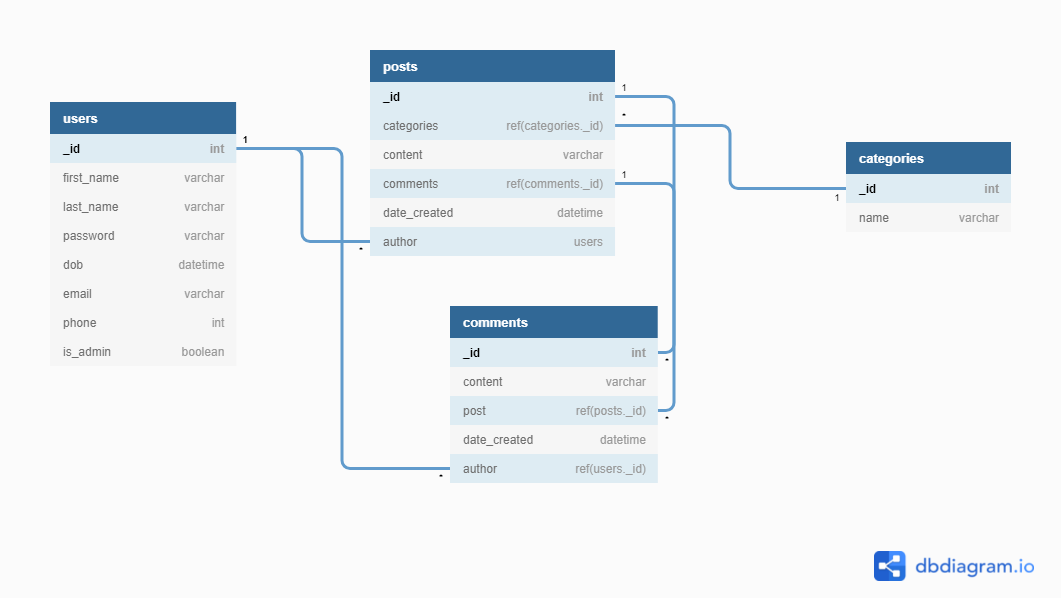 users
_id int
first_name varchar
last_name varchar
password varchar
dob datetime
email varchar
phone int
is_admin boolean
1
posts
_id int
categories ref(categories._id)
content varchar
comments ref(comments._id)
date_created datetime
author users
1
*
1
*
categories
_id int
name varchar
1
comments
_id int
content varchar
post ref(posts._id)
date_created datetime
author ref(users._id)
*
*
*
dbdiagram.io